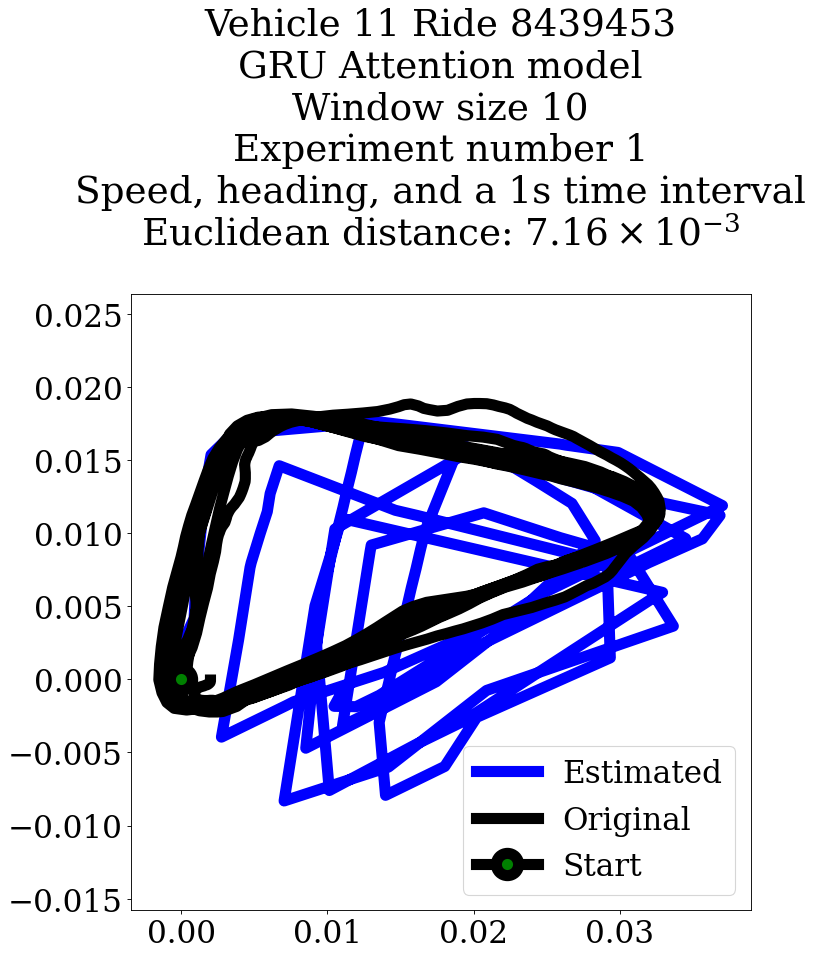 Vehicle 11 Ride 8439453
GRU Attention model
Window size 10
Experiment number 1
Speed, heading, and a 1s time interval
Euclidean distance: 7.16 × 10⁻³
0.025
0.020
0.015
0.010
0.005
0.000
−0.005
−0.010
−0.015
Estimated
Original
Start
0.00 0.01 0.02 0.03